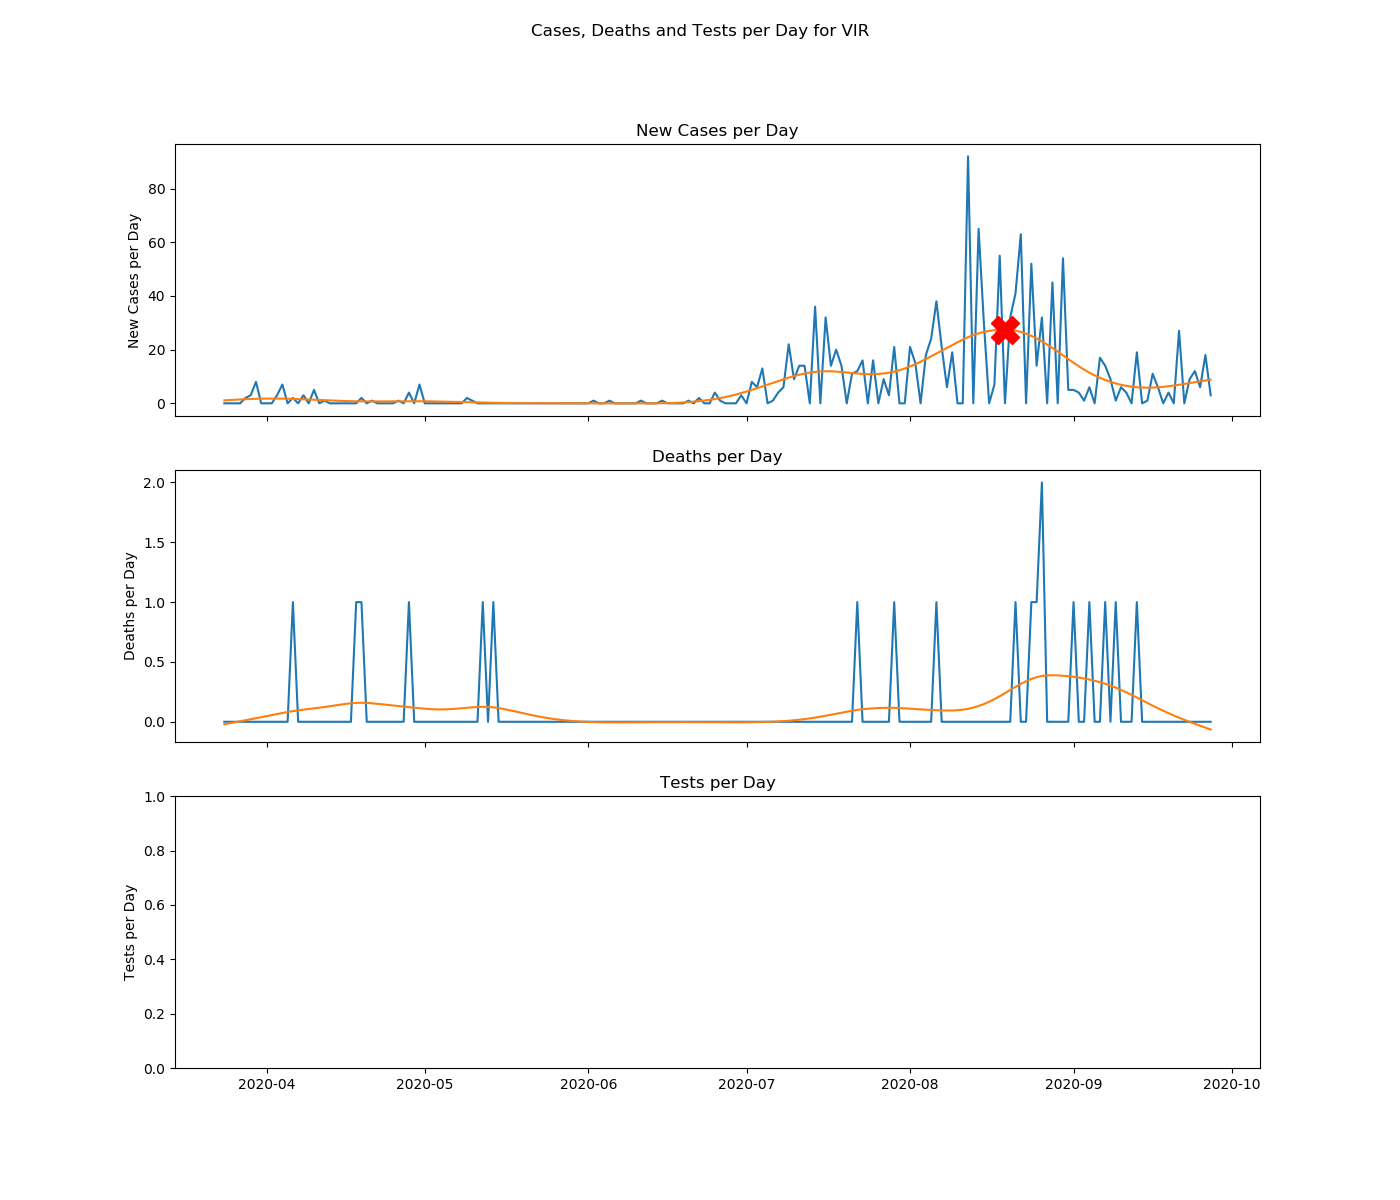 Cases, Deaths and Tests per Day for VIR
New Cases per Day
New Cases per Day
80
60
40
20
0
Deaths per Day
Deaths per Day
2.0
1.5
1.0
0.5
0.0
Tests per Day
Tests per Day
1.0
0.8
0.6
0.4
0.2
0.0
2020-04 2020-05 2020-06 2020-07 2020-08 2020-09 2020-10